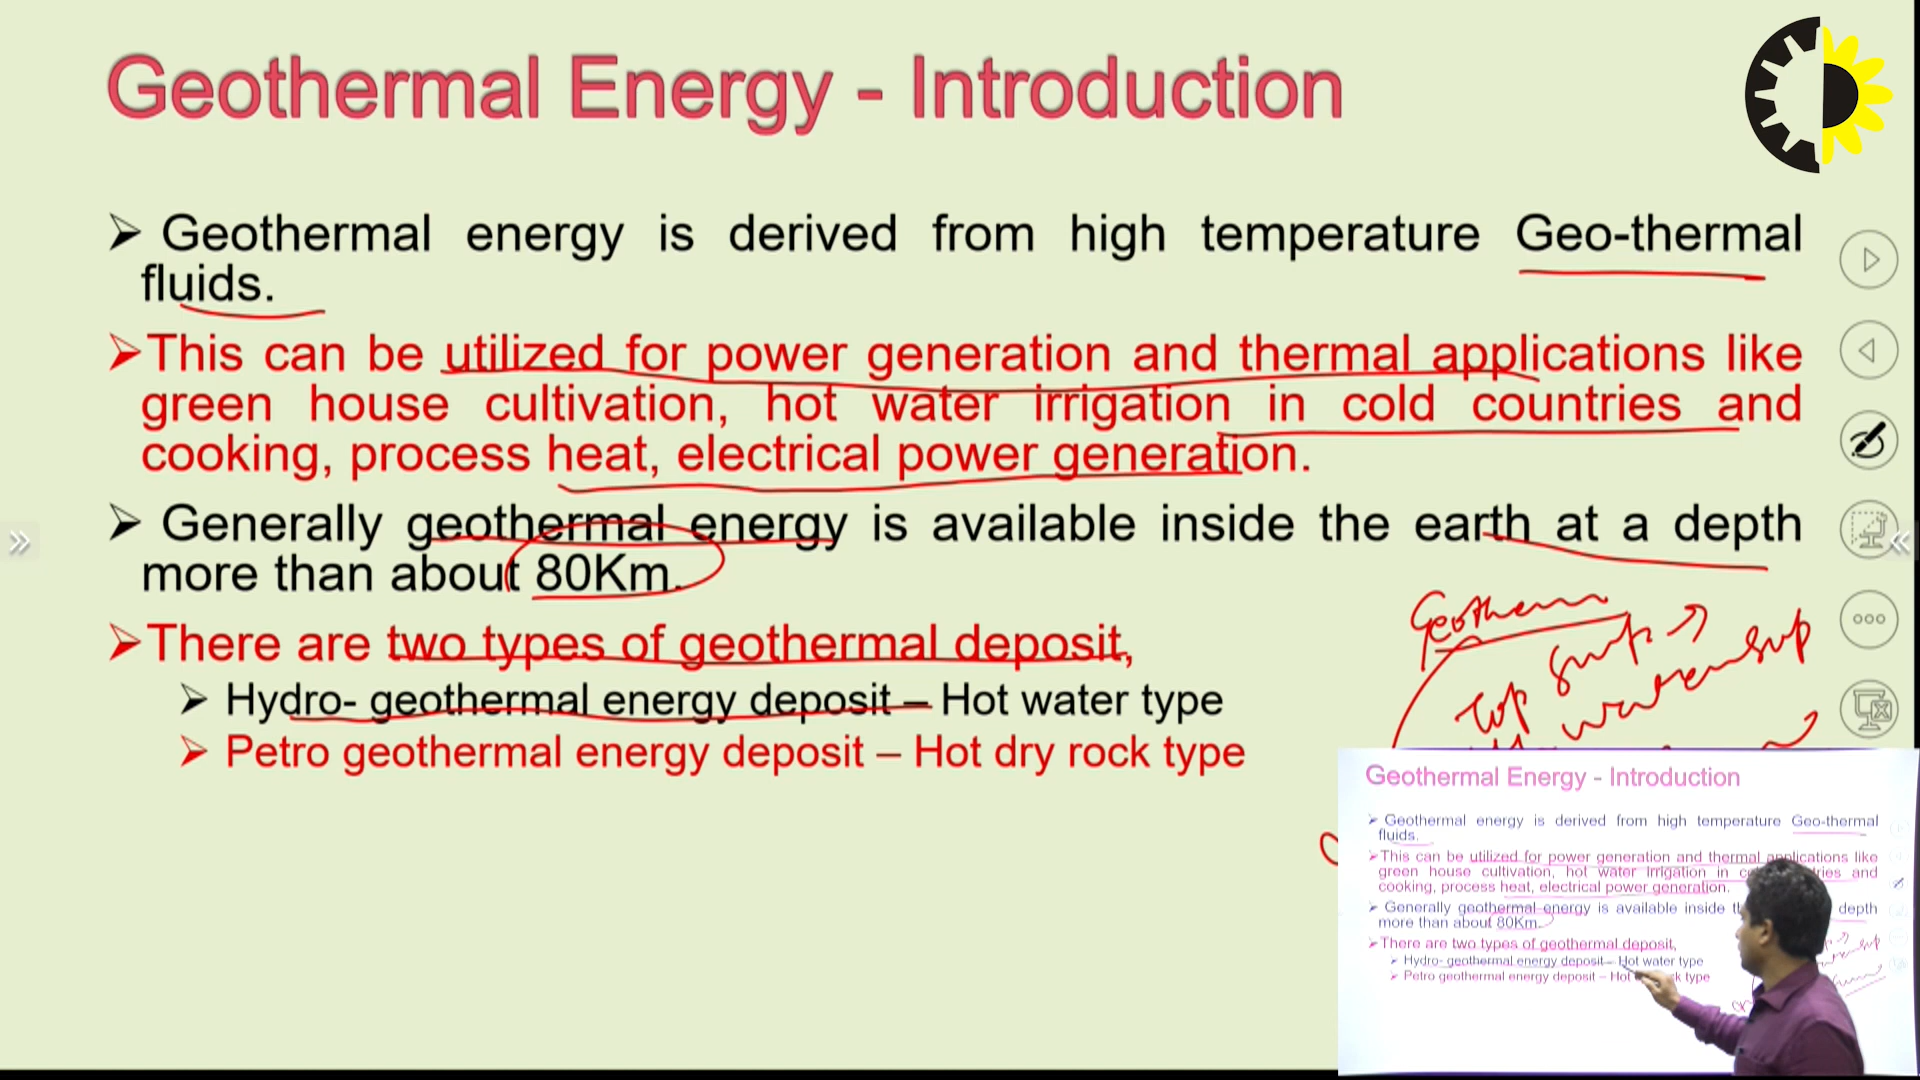 Geothermal Energy - Introduction
➢ Geothermal energy is derived from high temperature Geo-thermal
fluids.
➢This can be utilized for power generation and thermal applications like
green house cultivation, hot water irrigation in cold countries and
cooking, process heat, electrical power generation.
➢ Generally geothermal energy is available inside the earth at a depth
more than about 80Km.
➢There are two types of geothermal deposit,
➢ Hydro- geothermal energy deposit – Hot water type
➢ Petro geothermal energy deposit – Hot dry rock type
Top
Geothermal Energy - Introduction
➢ Geothermal energy is derived from high temperature Geo-thermal
fluids.
➢This can be utilized for power generation and thermal applications like
green house cultivation, hot water irrigation in and
cooking, process heat, electrical power generation.
➢ Generally geothermal energy is available inside depth
more than about 80Km.
➢There are two types of geothermal deposit,
➢ Hydro- geothermal energy deposit – Hot water type
➢ Petro geothermal energy deposit – Hot type